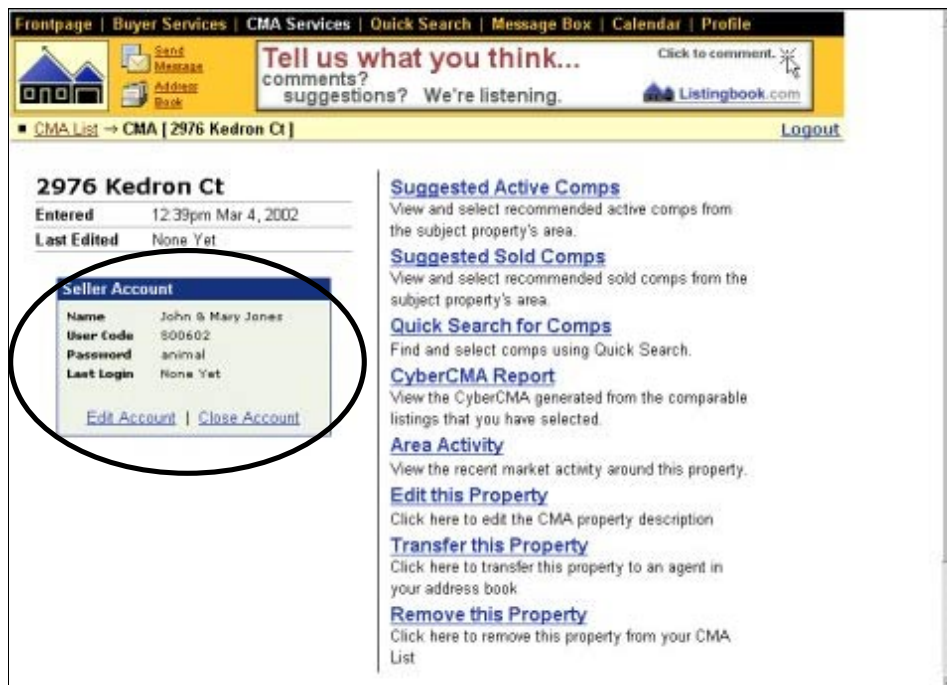 Frontpage | Buyer Services | CMA Services | Quick Search | Message Box | Calendar | Profile
Send
Message
Address
Book
Tell us what you think...
comments?
suggestions? We're listening.
Click to comment.
Listingbook.com
CMA List → CMA [ 2976 Kedron Ct ]
Logout
2976 Kedron Ct
Entered 12:39pm Mar 4, 2002
Last Edited None Yet
Seller Account
Name John & Mary Jones
User Code S00602
Password animal
Last Login None Yet
Edit Account | Close Account
Suggested Active Comps
View and select recommended active comps from
the subject property's area.
Suggested Sold Comps
View and select recommended sold comps from the
subject property's area.
Quick Search for Comps
Find and select comps using Quick Search.
CyberCMA Report
View the CyberCMA generated from the comparable
listings that you have selected.
Area Activity
View the recent market activity around this property.
Edit this Property
Click here to edit the CMA property description
Transfer this Property
Click here to transfer this property to an agent in
your address book
Remove this Property
Click here to remove this property from your CMA
List